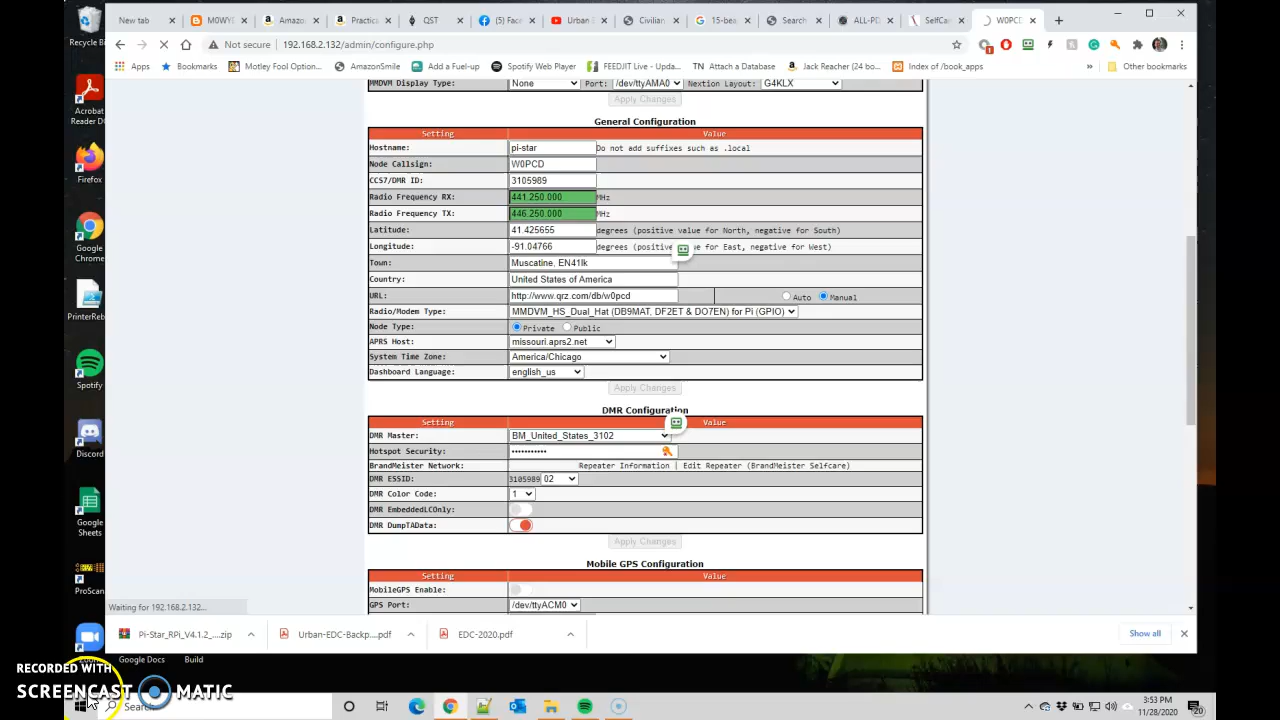 New tab
M0WYE
Amazo
Practica
QST
(5) Face
Urban E
Civilian
15-bea
Search
ALL-PD
SelfCa
W0PCD
Recycle Bin
Not secure
192.168.2.132/admin/configure.php
Apps
Bookmarks
Motley Fool Option...
AmazonSmile
Add a Fuel-up
Spotify Web Player
FEEDJIT Live - Upda...
TN
Attach a Database
Jack Reacher (24 bo...
Index of /book_apps
»
Other bookmarks
MMDVM Display Type: None Port: /dev/ttyAMA0 Nextion Layout: G4KLX
Apply Changes
Acrobat Reader DC
General Configuration
Setting Value
Hostname: pi-star Do not add suffixes such as .local
Node Callsign: W0PCD
CCS7/DMR ID: 3105989
Radio Frequency RX: 441.250.000 MHz
Radio Frequency TX: 446.250.000 MHz
Latitude: 41.425655 degrees (positive value for North, negative for South)
Longitude: -91.04766 degrees (positive for East, negative for West)
Town: Muscatine, EN41lk
Country: United States of America
URL: http://www.qrz.com/db/w0pcd Auto Manual
Radio/Modem Type: MMDVM_HS_Dual_Hat (DB9MAT, DF2ET & DO7EN) for Pi (GPIO)
Node Type: Private Public
APRS Host: missouri.aprs2.net
System Time Zone: America/Chicago
Dashboard Language: english_us
Apply Changes
Firefox
Google Chrome
PrinterReb
Spotify
Discord
Google Sheets
ProScan
DMR Configuration
Setting Value
DMR Master: BM_United_States_3102
Hotspot Security: •••••••••••
BrandMeister Network: Repeater Information | Edit Repeater (BrandMeister Selfcare)
DMR ESSID: 3105989 02
DMR Color Code: 1
DMR EmbeddedLCOnly:
DMR DumpTAData:
Apply Changes
Mobile GPS Configuration
Setting Value
MobileGPS Enable:
GPS Port: /dev/ttyACM0
Waiting for 192.168.2.132...
Pi-Star_RPi_V4.1.2_....zip
Urban-EDC-Backp....pdf
EDC-2020.pdf
Show all
Google Docs
Build
RECORDED WITH
SCREENCAST MATIC
Search
3:53 PM
11/28/2020
20